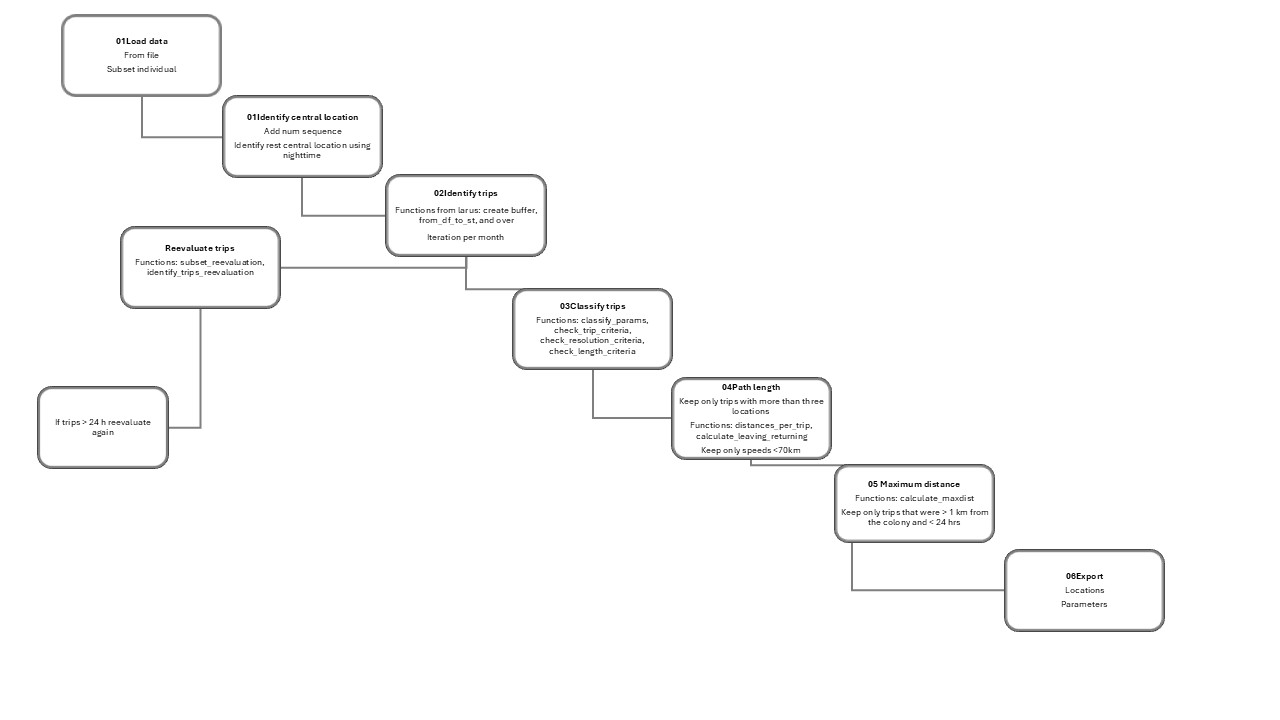 01Load data
From file
Subset individual
01Identify central location
Add num sequence
Identify rest central location using
nighttime
02Identify trips
Functions from larus: create buffer,
from_df_to_st, and over
Iteration per month
Reevaluate trips
Functions: subset_reevaluation,
identify_trips_reevaluation
If trips > 24 h reevaluate
again
03Classify trips
Functions: classify_params,
check_trip_criteria,
check_resolution_criteria,
check_length_criteria
04Path length
Keep only trips with more than three
locations
Functions: distances_per_trip,
calculate_leaving_returning
Keep only speeds <70km
05 Maximum distance
Functions: calculate_maxdist
Keep only trips that were > 1 km from
the colony and < 24 hrs
06Export
Locations
Parameters